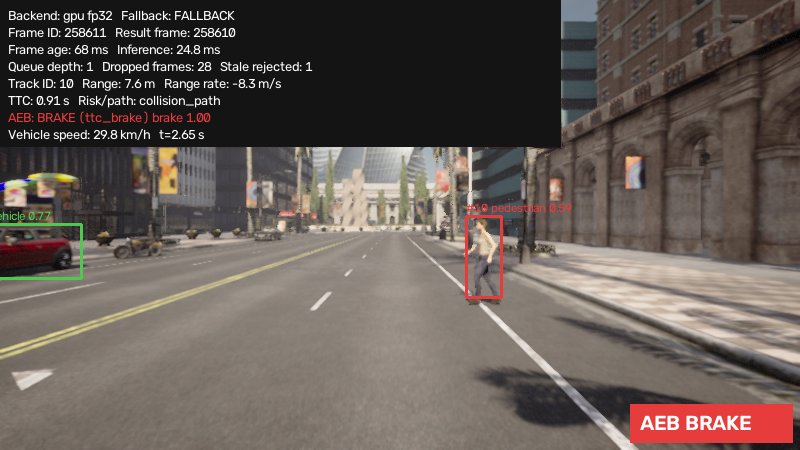 Backend: gpu fp32 Fallback: FALLBACK
Frame ID: 258611 Result frame: 258610
Frame age: 68 ms Inference: 24.8 ms
Queue depth: 1 Dropped frames: 28 Stale rejected: 1
Track ID: 10 Range: 7.6 m Range rate: -8.3 m/s
TTC: 0.91 s Risk/path: collision_path
AEB: BRAKE (ttc_brake) brake 1.00
Vehicle speed: 29.8 km/h t=2.65 s
ehicle 0.77
pedestrian 0.59
AEB BRAKE